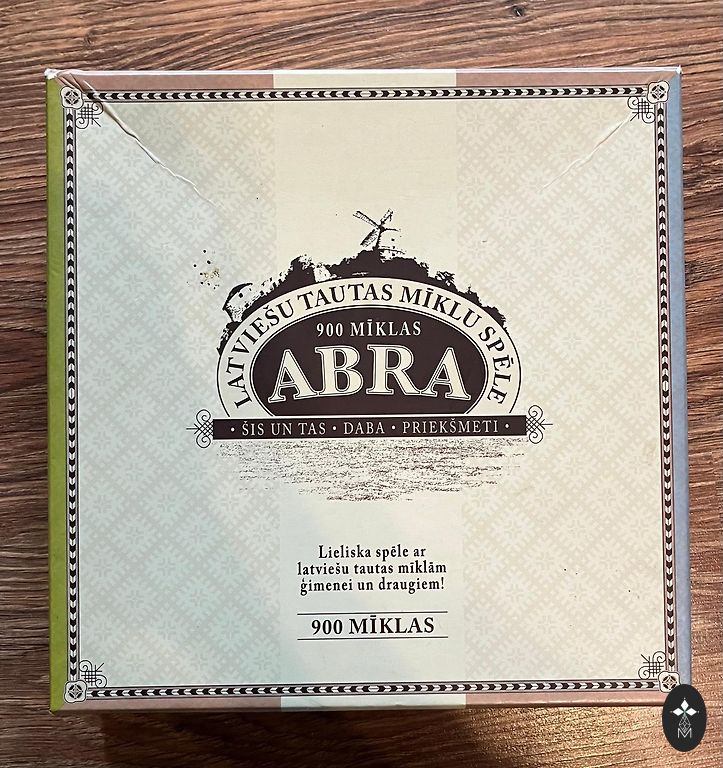 LATVIEŠU TAUTAS MĪKLU SPĒLE
900 MĪKLAS
ABRA
• ŠIS UN TAS • DABA • PRIEKŠMETI •
Lieliska spēle ar
latviešu tautas mīklām
ģimenei un draugiem!
900 MĪKLAS
M